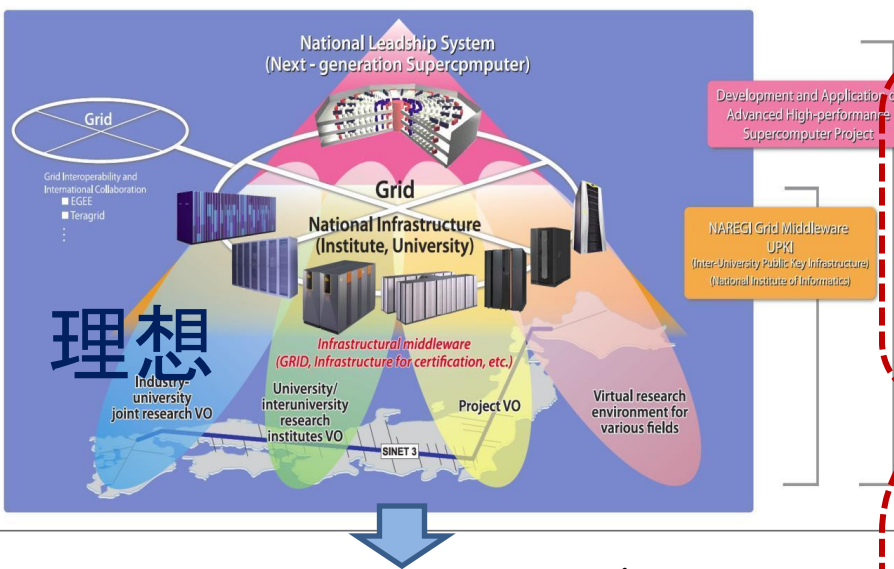 National Leadship System
(Next - generation Supercpmputer)
Grid
Grid Interoperability and
International Collaboration
■ EGEE
■ Teragrid
⋮
Grid
National Infrastructure
(Institute, University)
Infrastructural middleware
(GRID, Infrastructure for certification, etc.)
理想
Industry-
university
joint research VO
University/
interuniversity
research
institutes VO
Project VO
Virtual research
environment for
various fields
SINET 3
Development and Application of
Advanced High-performance
Supercomputer Project
NAREGI Grid Middleware
UPKI
(Inter-University Public Key Infrastructure)
(National Institute of Informatics)